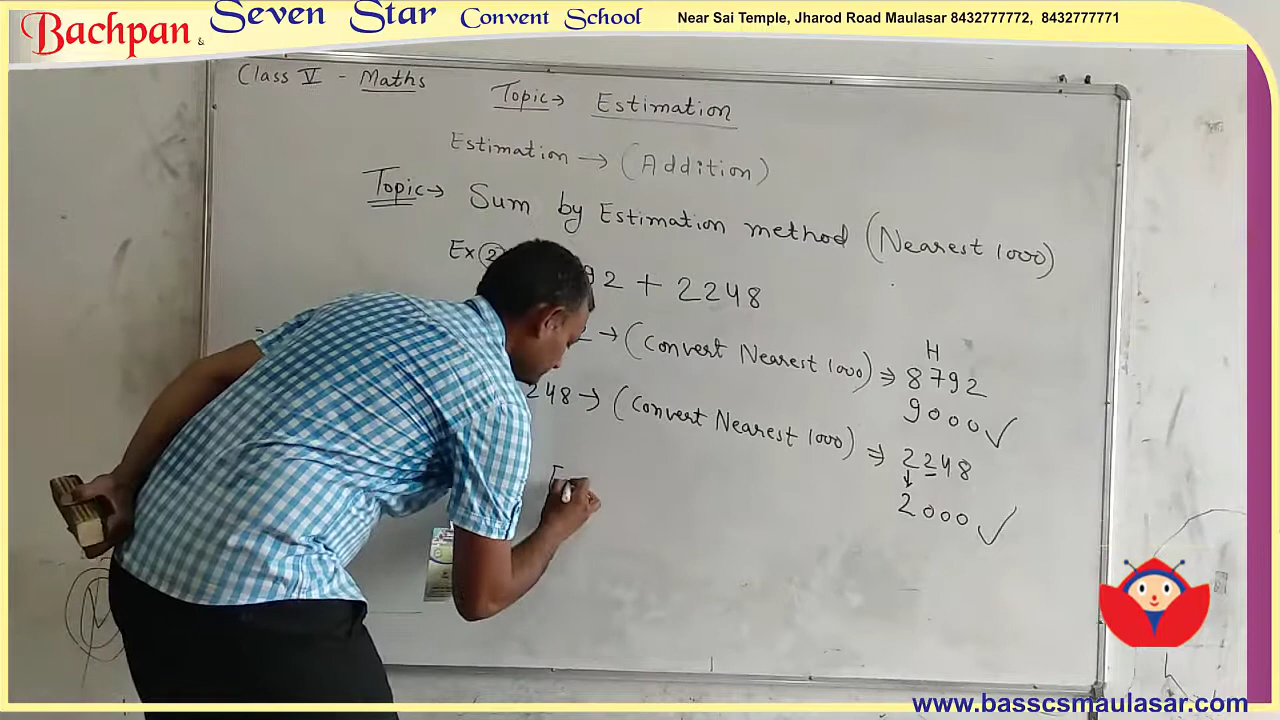 Bachpan & Seven Star Convent School Near Sai Temple, Jharod Road Maulasar 8432777772, 8432777771
Class V - Maths
Topic → Estimation
Estimation → (Addition)
Topic → Sum by Estimation method (Nearest 1000)
Ex 2
92 + 2248
→ (Convert Nearest 1000) ⇒ 8792
H
9000 ✓
248 → (Convert Nearest 1000) ⇒ 2248
↓
2000 ✓
www.basscsmaulasar.com